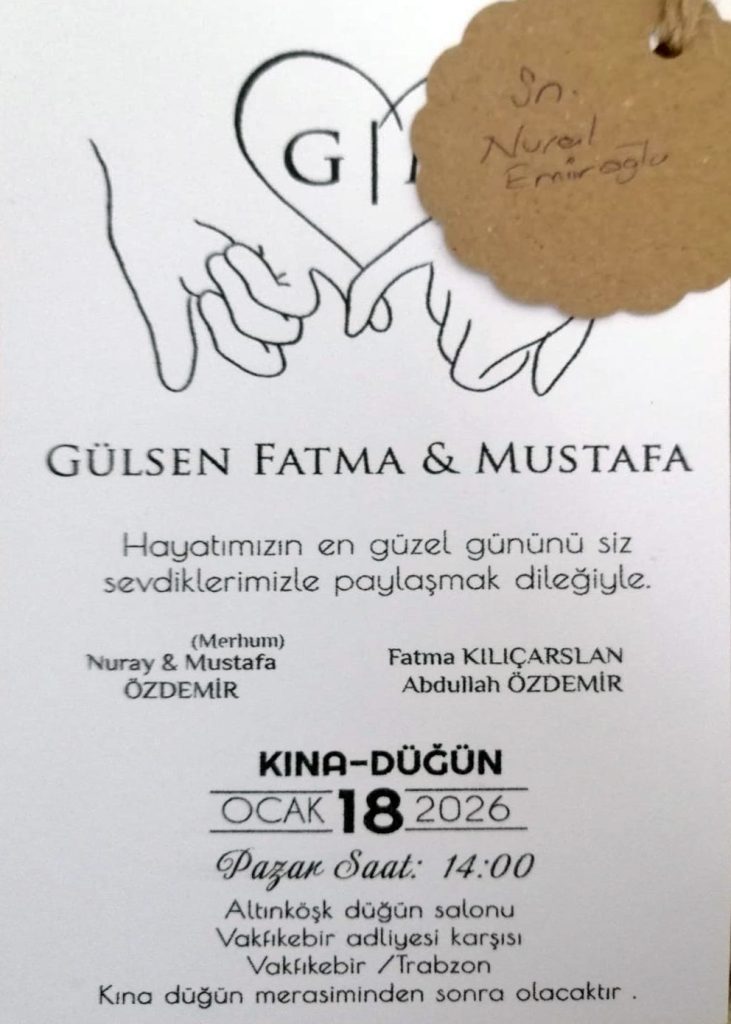 G |
Sn.
Nural
Emiroğlu
GÜLSEN FATMA & MUSTAFA
Hayatımızın en güzel gününü siz
sevdiklerimizle paylaşmak dileğiyle.
(Merhum)
Nuray & Mustafa
ÖZDEMİR
Fatma KILIÇARSLAN
Abdullah ÖZDEMİR
KINA-DÜĞÜN
OCAK 18 2026
Pazar Saat: 14:00
Altınköşk düğün salonu
Vakfıkebir adliyesi karşısı
Vakfıkebir /Trabzon
Kına düğün merasiminden sonra olacaktır .